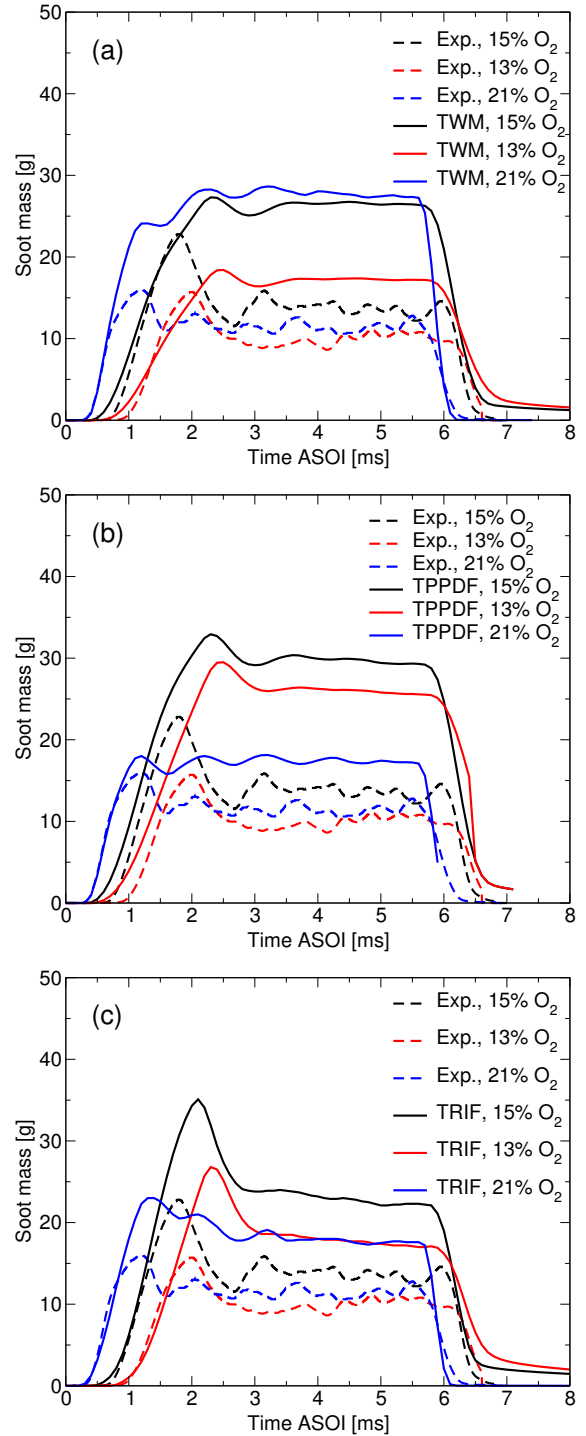 50
(a)
Exp., 15% O2
Exp., 13% O2
Exp., 21% O2
40
TWM, 15% O2
TWM, 13% O2
TWM, 21% O2
30
Soot mass [g]
20
10
0
0 1 2 3 4 5 6 7 8
Time ASOI [ms]
50
(b)
Exp., 15% O2
Exp., 13% O2
Exp., 21% O2
40
TPPDF, 15% O2
TPPDF, 13% O2
TPPDF, 21% O2
30
Soot mass [g]
20
10
0
0 1 2 3 4 5 6 7 8
Time ASOI [ms]
50
(c)
Exp., 15% O2
Exp., 13% O2
40
Exp., 21% O2
TRIF, 15% O2
30
TRIF, 13% O2
TRIF, 21% O2
Soot mass [g]
20
10
0
0 1 2 3 4 5 6 7 8
Time ASOI [ms]